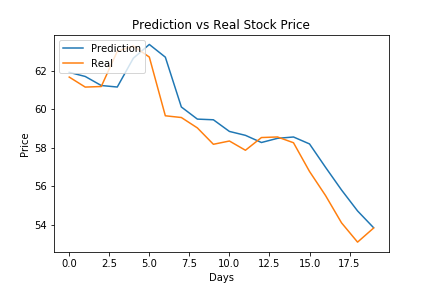 Prediction vs Real Stock Price
Prediction
Real
Price
62
60
58
56
54
0.0 2.5 5.0 7.5 10.0 12.5 15.0 17.5
Days